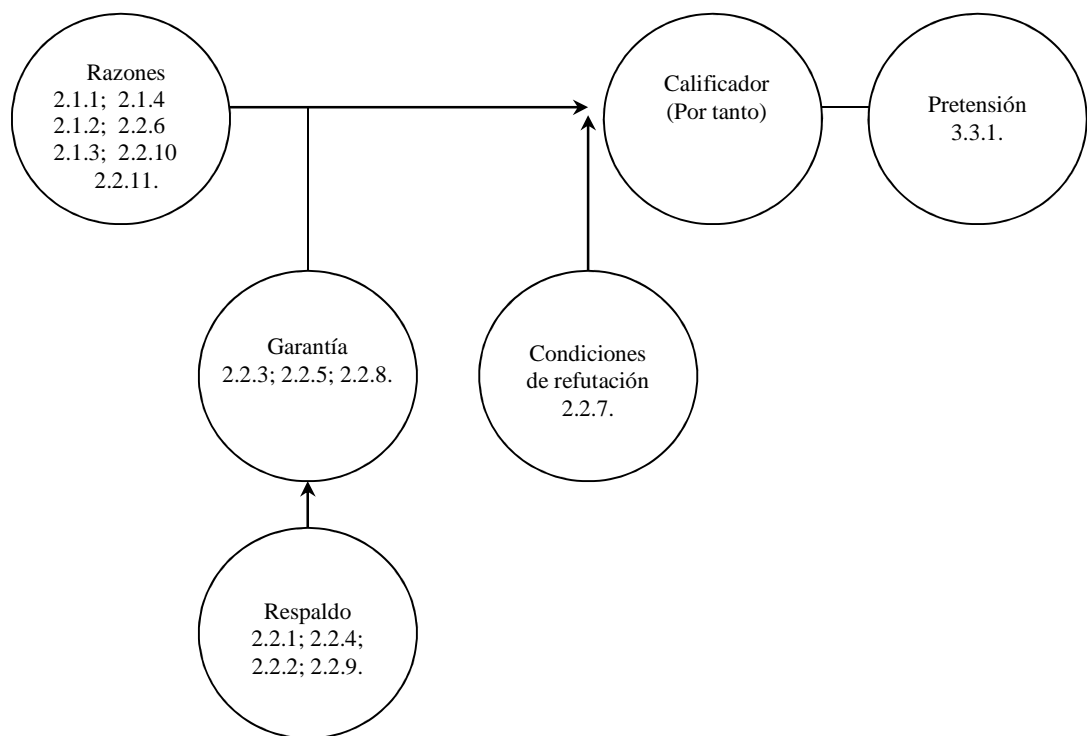 Razones
2.1.1; 2.1.4
2.1.2; 2.2.6
2.1.3; 2.2.10
2.2.11.
Calificador
(Por tanto)
Pretensión
3.3.1.
Garantía
2.2.3; 2.2.5; 2.2.8.
Condiciones
de refutación
2.2.7.
Respaldo
2.2.1; 2.2.4;
2.2.2; 2.2.9.